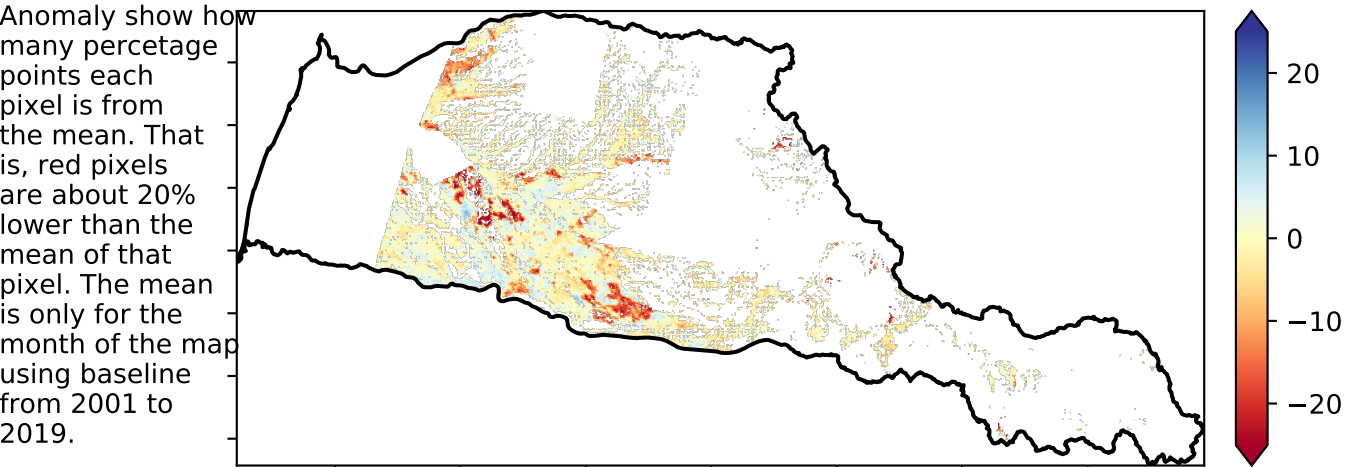 Anomaly show how
many percetage
points each
pixel is from
the mean. That
is, red pixels
are about 20%
lower than the
mean of that
pixel. The mean
is only for the
month of the map
using baseline
from 2001 to
2019.
20
10
0
−10
−20